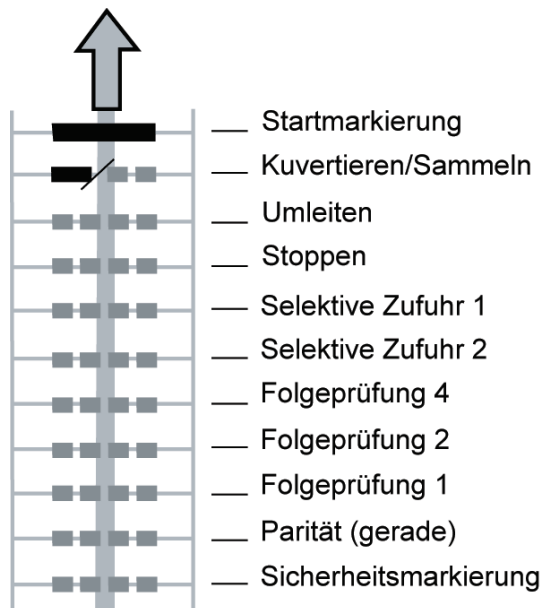 Startmarkierung
Kuvertieren/Sammeln
Umleiten
Stoppen
Selektive Zufuhr 1
Selektive Zufuhr 2
Folgeprüfung 4
Folgeprüfung 2
Folgeprüfung 1
Parität (gerade)
Sicherheitsmarkierung